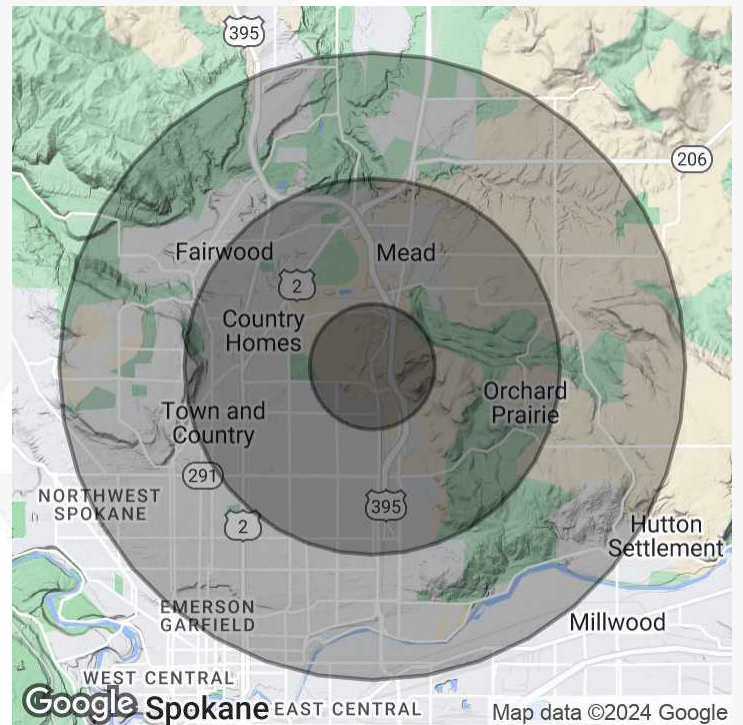 395
206
Fairwood
Mead
2
Country
Homes
Orchard
Prairie
Town and
Country
291
NORTHWEST
SPOKANE
395
2
Hutton
Settlement
EMERSON
GARFIELD
Millwood
WEST CENTRAL
Google
Spokane
EAST CENTRAL
Map data ©2024 Google